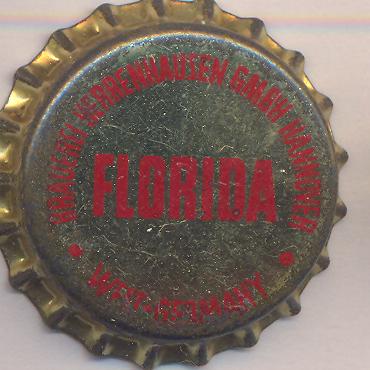 BRAUEREI HERRENHAUSEN GMBH HANNOVER
FLORIDA
• WEST-GERMANY •